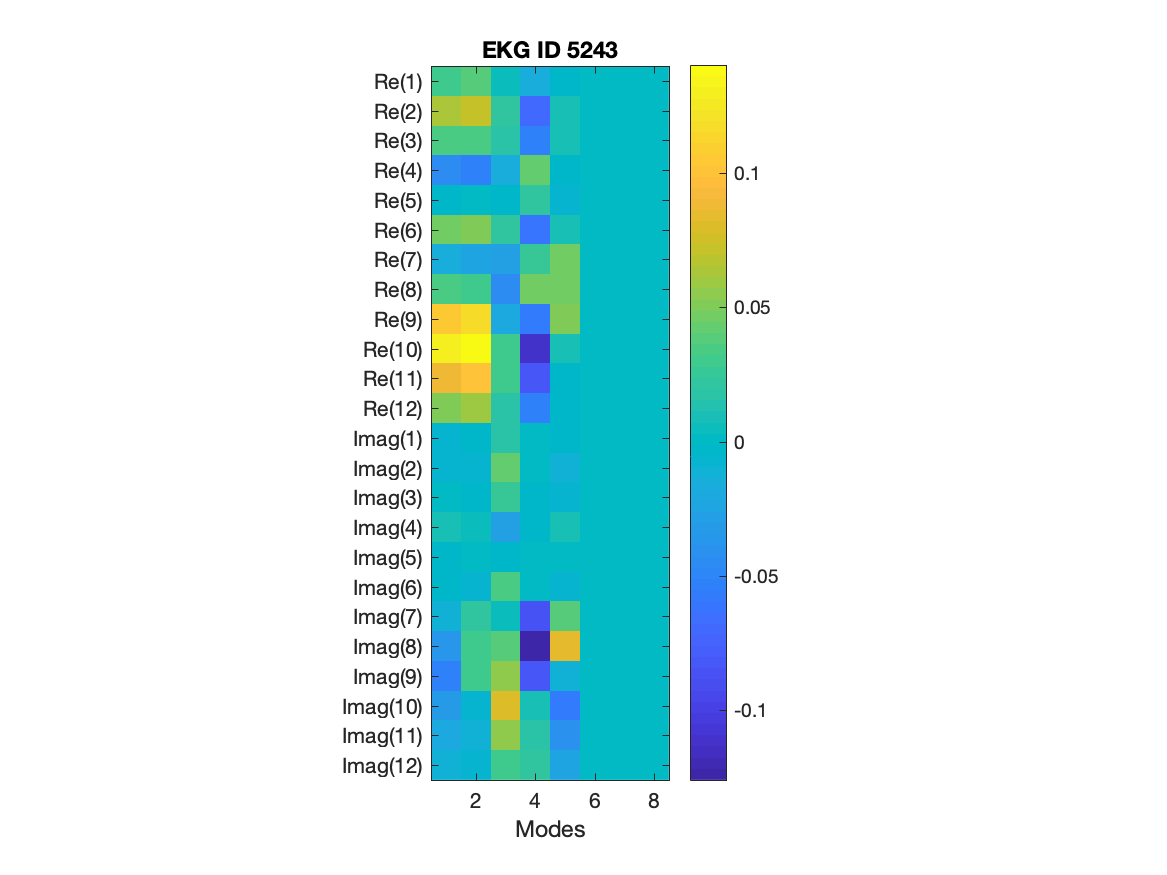 EKG ID 5243
Re(1)
Re(2)
Re(3)
Re(4)
Re(5)
Re(6)
Re(7)
Re(8)
Re(9)
Re(10)
Re(11)
Re(12)
Imag(1)
Imag(2)
Imag(3)
Imag(4)
Imag(5)
Imag(6)
Imag(7)
Imag(8)
Imag(9)
Imag(10)
Imag(11)
Imag(12)
2 4 6 8
Modes
0.1
0.05
0
-0.05
-0.1